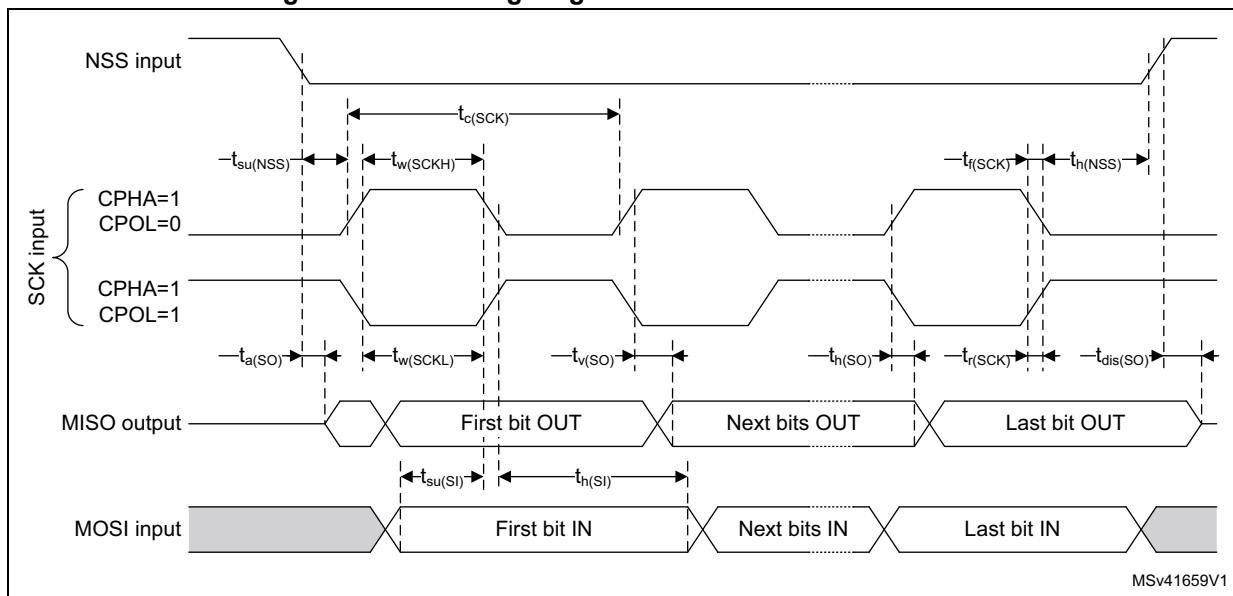 NSS input
tc(SCK)
tsu(NSS) tw(SCKH) tf(SCK) th(NSS)
SCK input
CPHA=1
CPOL=0
CPHA=1
CPOL=1
ta(SO) tw(SCKL) tv(SO) th(SO) tr(SCK) tdis(SO)
MISO output First bit OUT Next bits OUT Last bit OUT
tsu(SI) th(SI)
MOSI input First bit IN Next bits IN Last bit IN
MSv41659V1